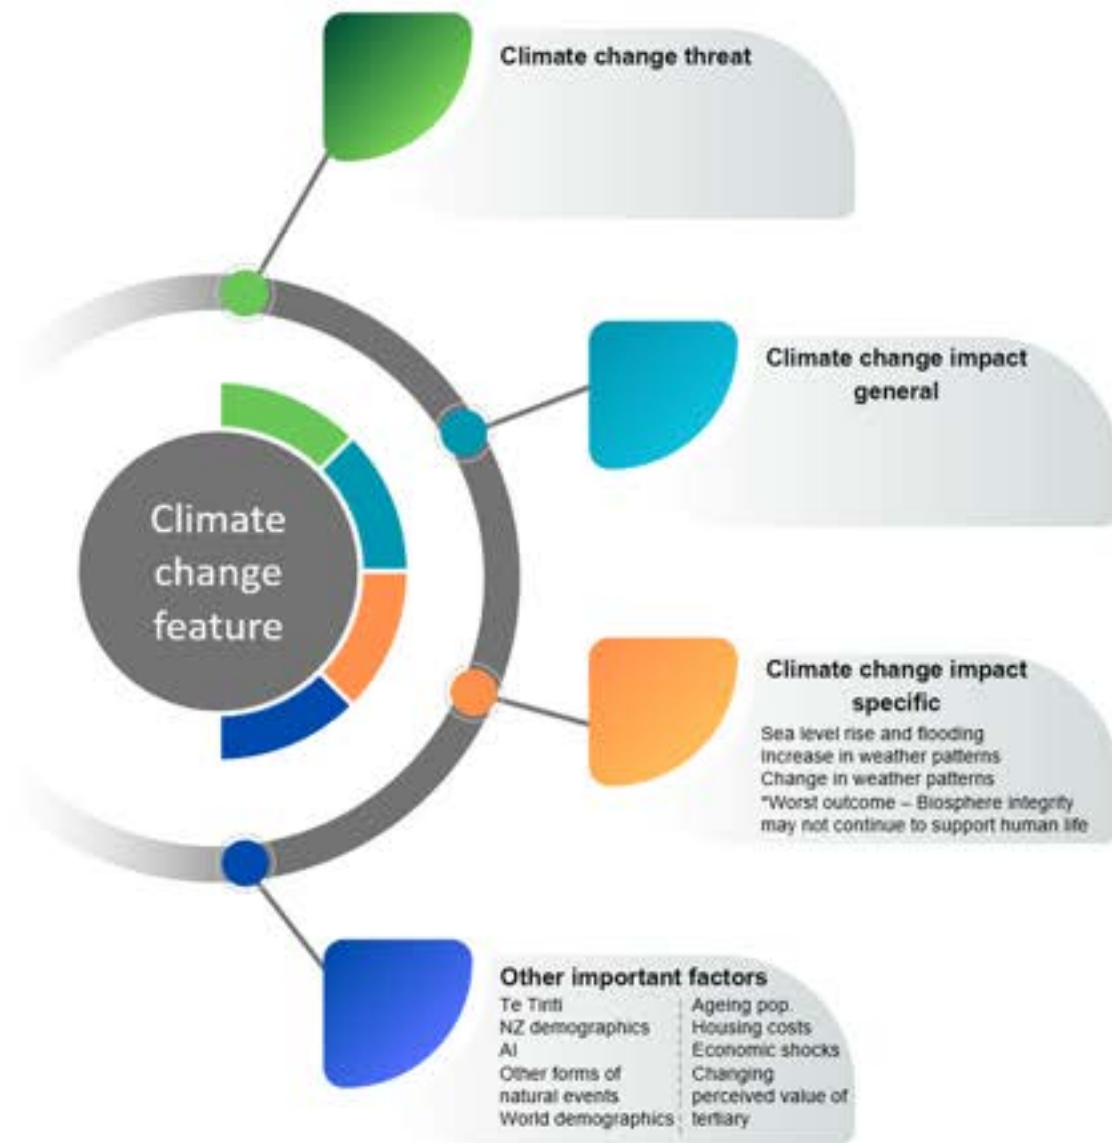 Climate change threat
Climate change impact
general
Climate
change
feature
Climate change impact
specific
Sea level rise and flooding
Increase in weather patterns
Change in weather patterns
*Worst outcome – Biosphere integrity
may not continue to support human life
Other important factors
Te Tiriti
NZ demographics
AI
Other forms of
natural events
World demographics
Ageing pop.
Housing costs
Economic shocks
Changing
perceived value of
tertiary